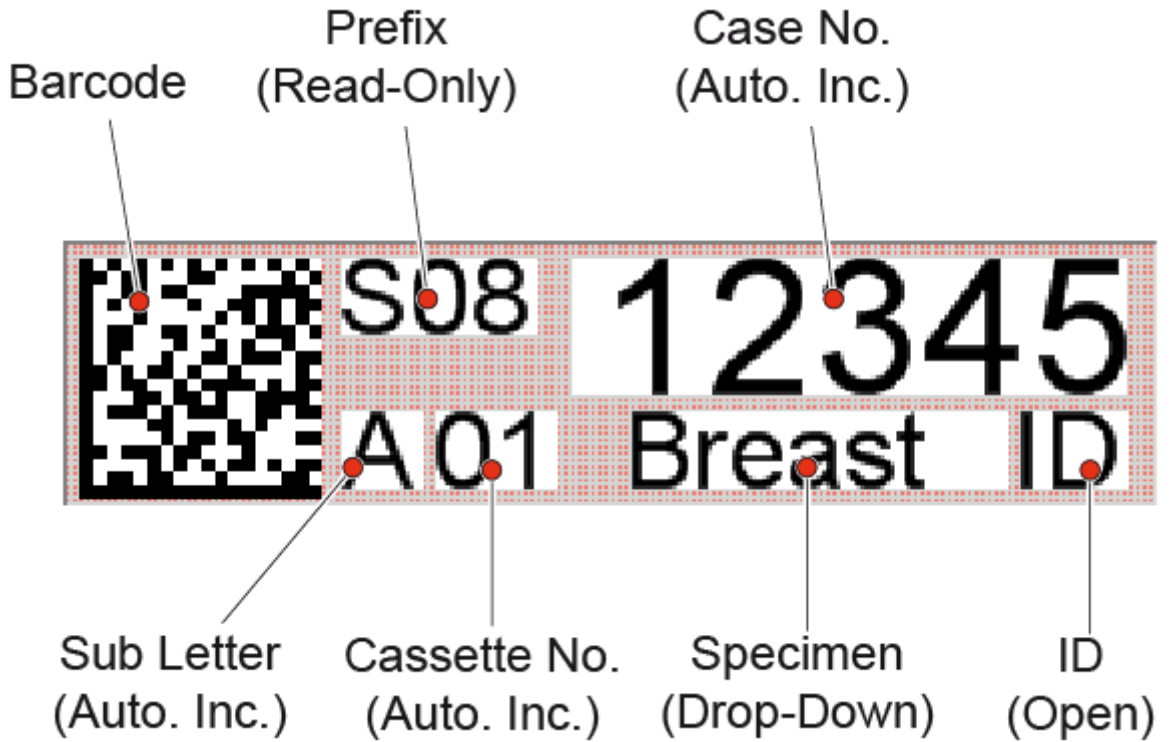 Prefix
(Read-Only)
Case No.
(Auto. Inc.)
Barcode
S08
12345
A 01 Breast ID
Sub Letter
(Auto. Inc.)
Cassette No.
(Auto. Inc.)
Specimen
(Drop-Down)
ID
(Open)